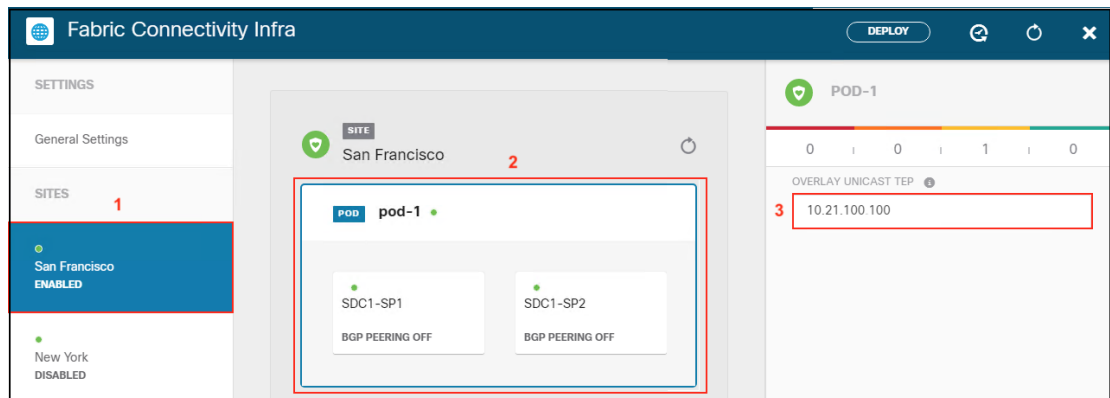 Fabric Connectivity Infra
DEPLOY
SETTINGS
General Settings
SITES
1
San Francisco
ENABLED
New York
DISABLED
SITE
San Francisco
2
POD pod-1
SDC1-SP1
BGP PEERING OFF
SDC1-SP2
BGP PEERING OFF
POD-1
0 0 1 0
OVERLAY UNICAST TEP
3 10.21.100.100